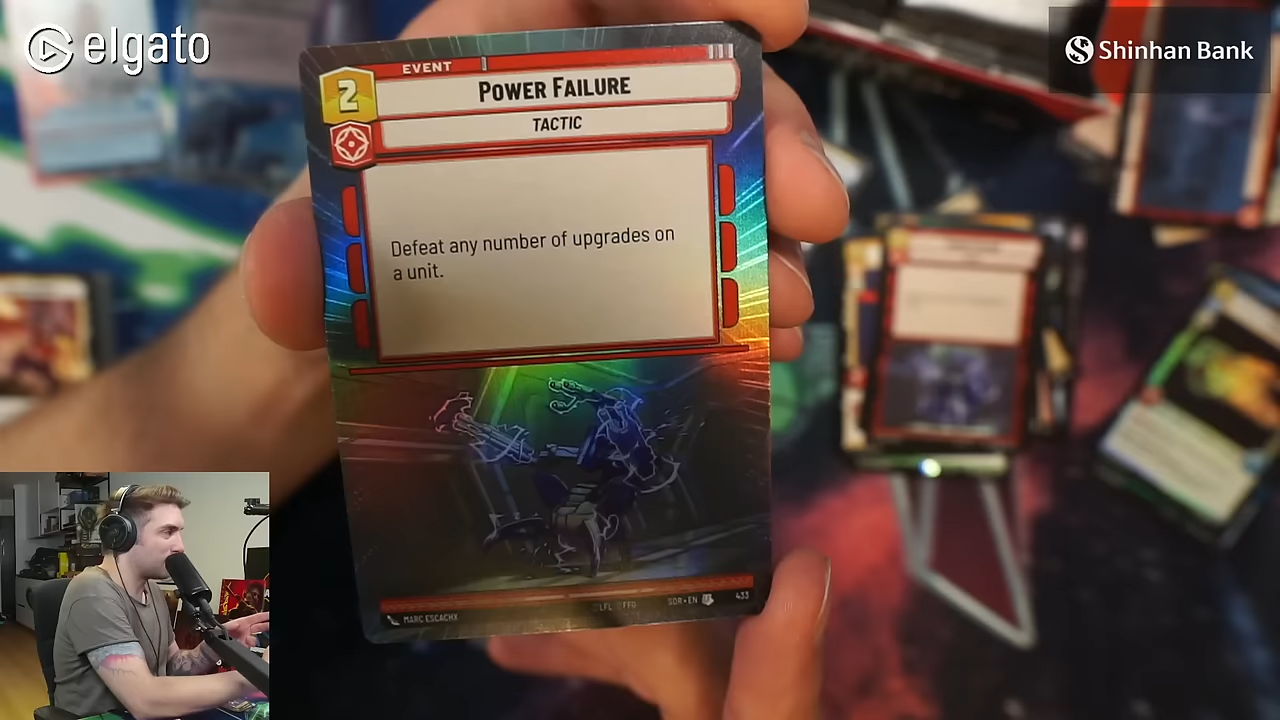 elgato
Shinhan Bank
EVENT
2
POWER FAILURE
TACTIC
Defeat any number of upgrades on
a unit.
MARC ESCACHX
SOR • EN
433